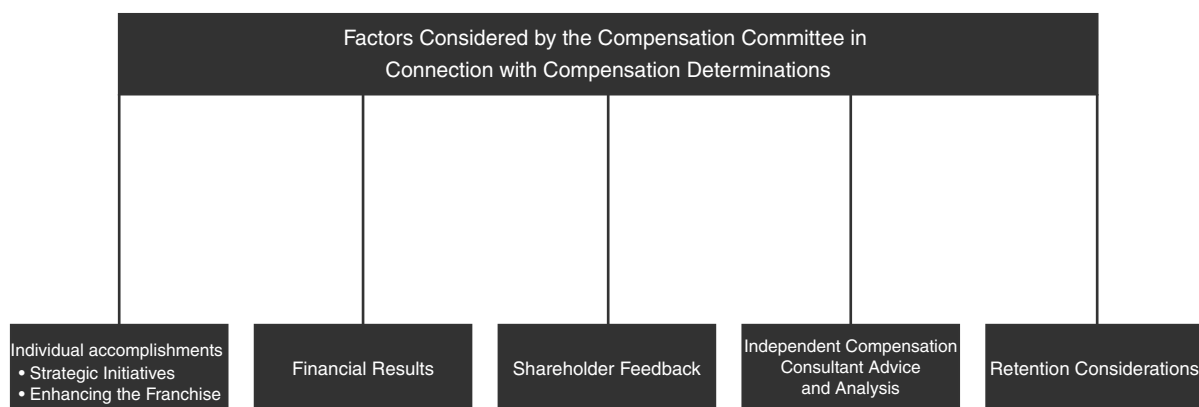 Factors Considered by the Compensation Committee in
Connection with Compensation Determinations
Individual accomplishments
• Strategic Initiatives
• Enhancing the Franchise
Financial Results
Shareholder Feedback
Independent Compensation
Consultant Advice
and Analysis
Retention Considerations